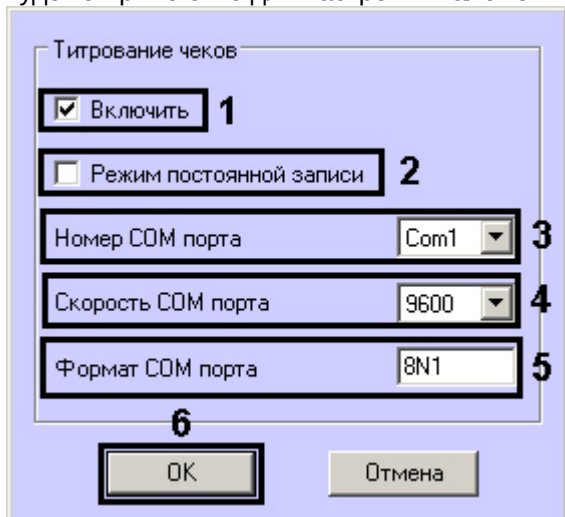 Титрование чеков
Включить 1
Режим постоянной записи 2
Номер COM порта Com1 3
Скорость COM порта 9600 4
Формат COM порта 8N1 5
6
OK Отмена